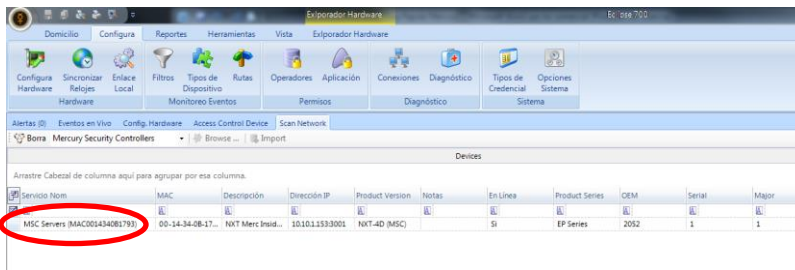 Exlporador Hardware
Eclipse 700
Domicilio Configura Reportes Herramientas Vista Exlporador Hardware
Configura Hardware Sincronizar Relojes Enlace Local Filtros Tipos de Dispositivo Rutas Operadores Aplicación Conexiones Diagnóstico Tipos de Credencial Opciones Sistema
Hardware Monitoreo Eventos Permisos Diagnóstico Sistema
Alertas (0) Eventos en Vivo Config. Hardware Access Control Device Scan Network
Borra Mercury Security Controllers Browse ... Import
Devices
Arrastre Cabezal de columna aquí para agrupar por esa columna.
Servicio Nom MAC Descripción Dirección IP Product Version Notas En Línea Product Series OEM Serial Major
MSC Servers (MAC001434081793) 00-14-34-08-17... NXT Merc Insid... 10.10.1.153:3001 NXT-4D (MSC) Si EP Series 2052 1 1